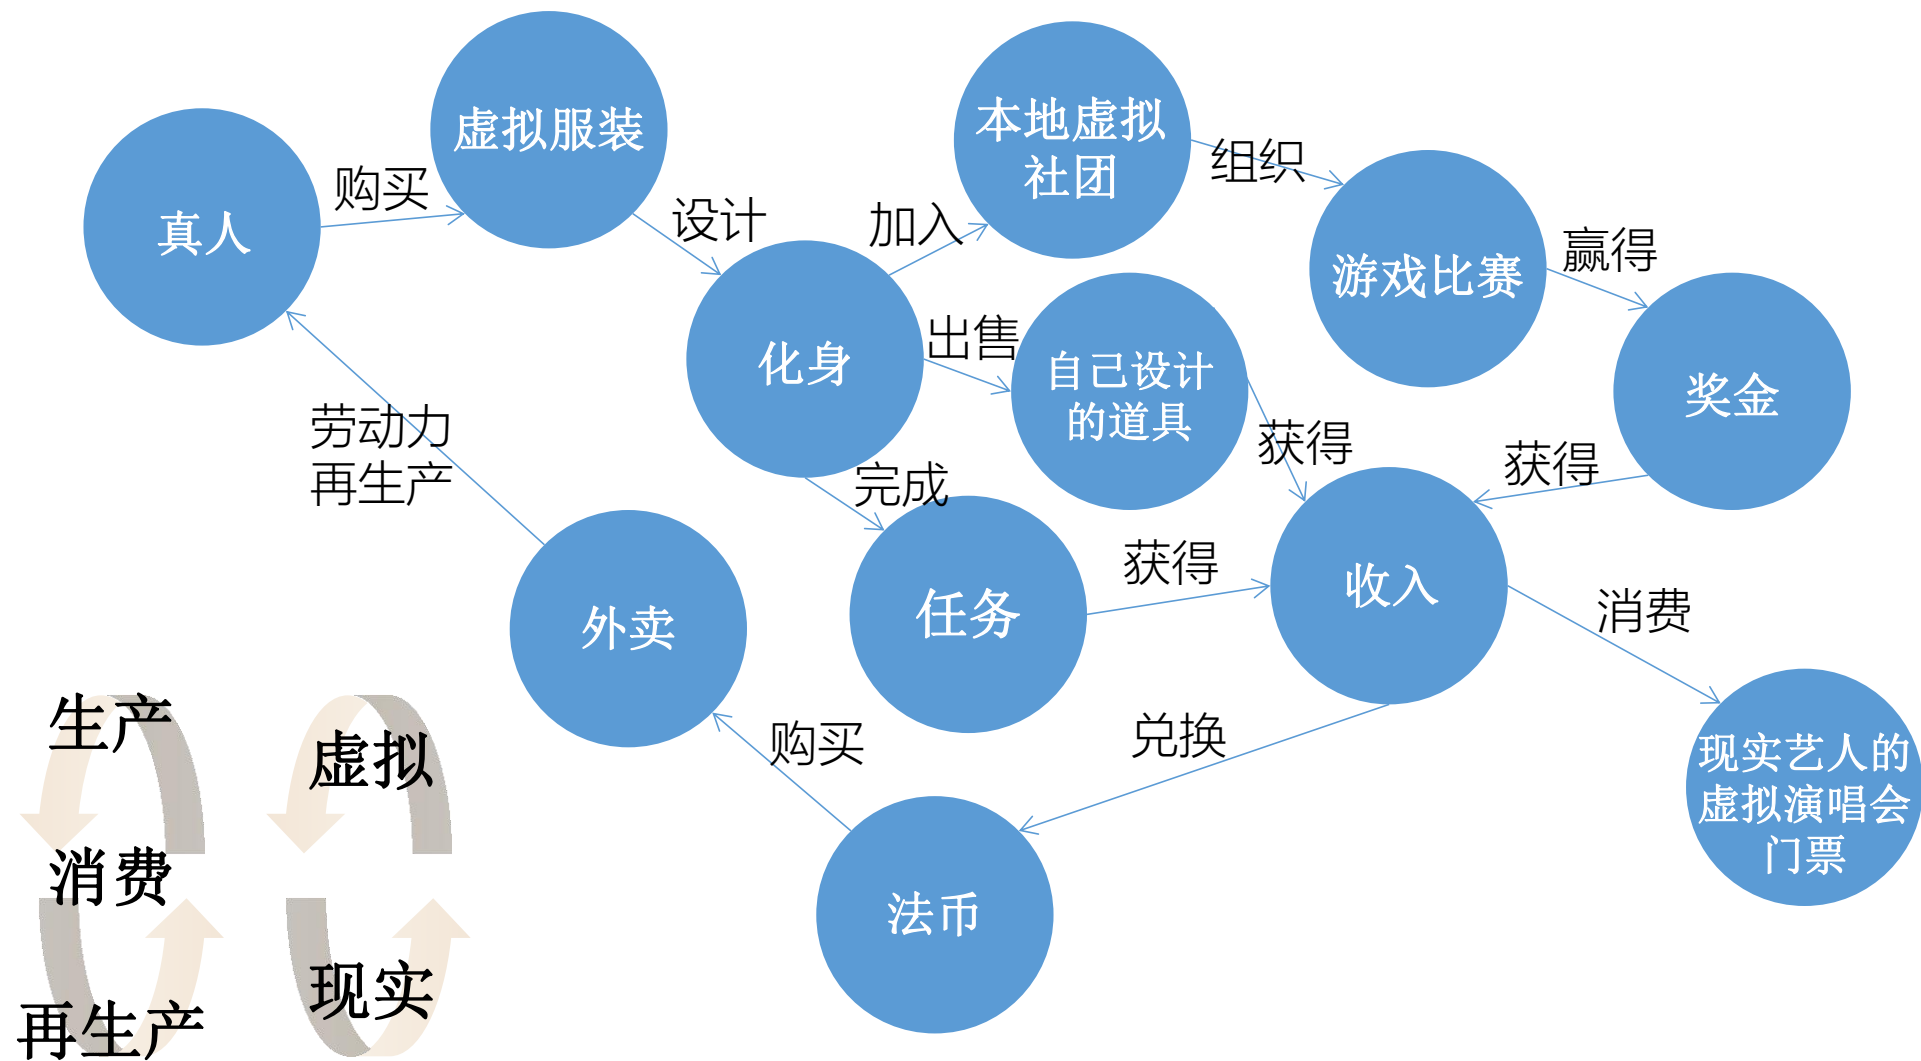 真人
购买
虚拟服装
设计
化身
加入
本地虚拟
社团
组织
游戏比赛
赢得
奖金
出售
自己设计
的道具
获得
获得
完成
任务
获得
收入
消费
现实艺人的
虚拟演唱会
门票
兑换
法币
购买
外卖
劳动力
再生产
生产
消费
再生产
虚拟
现实